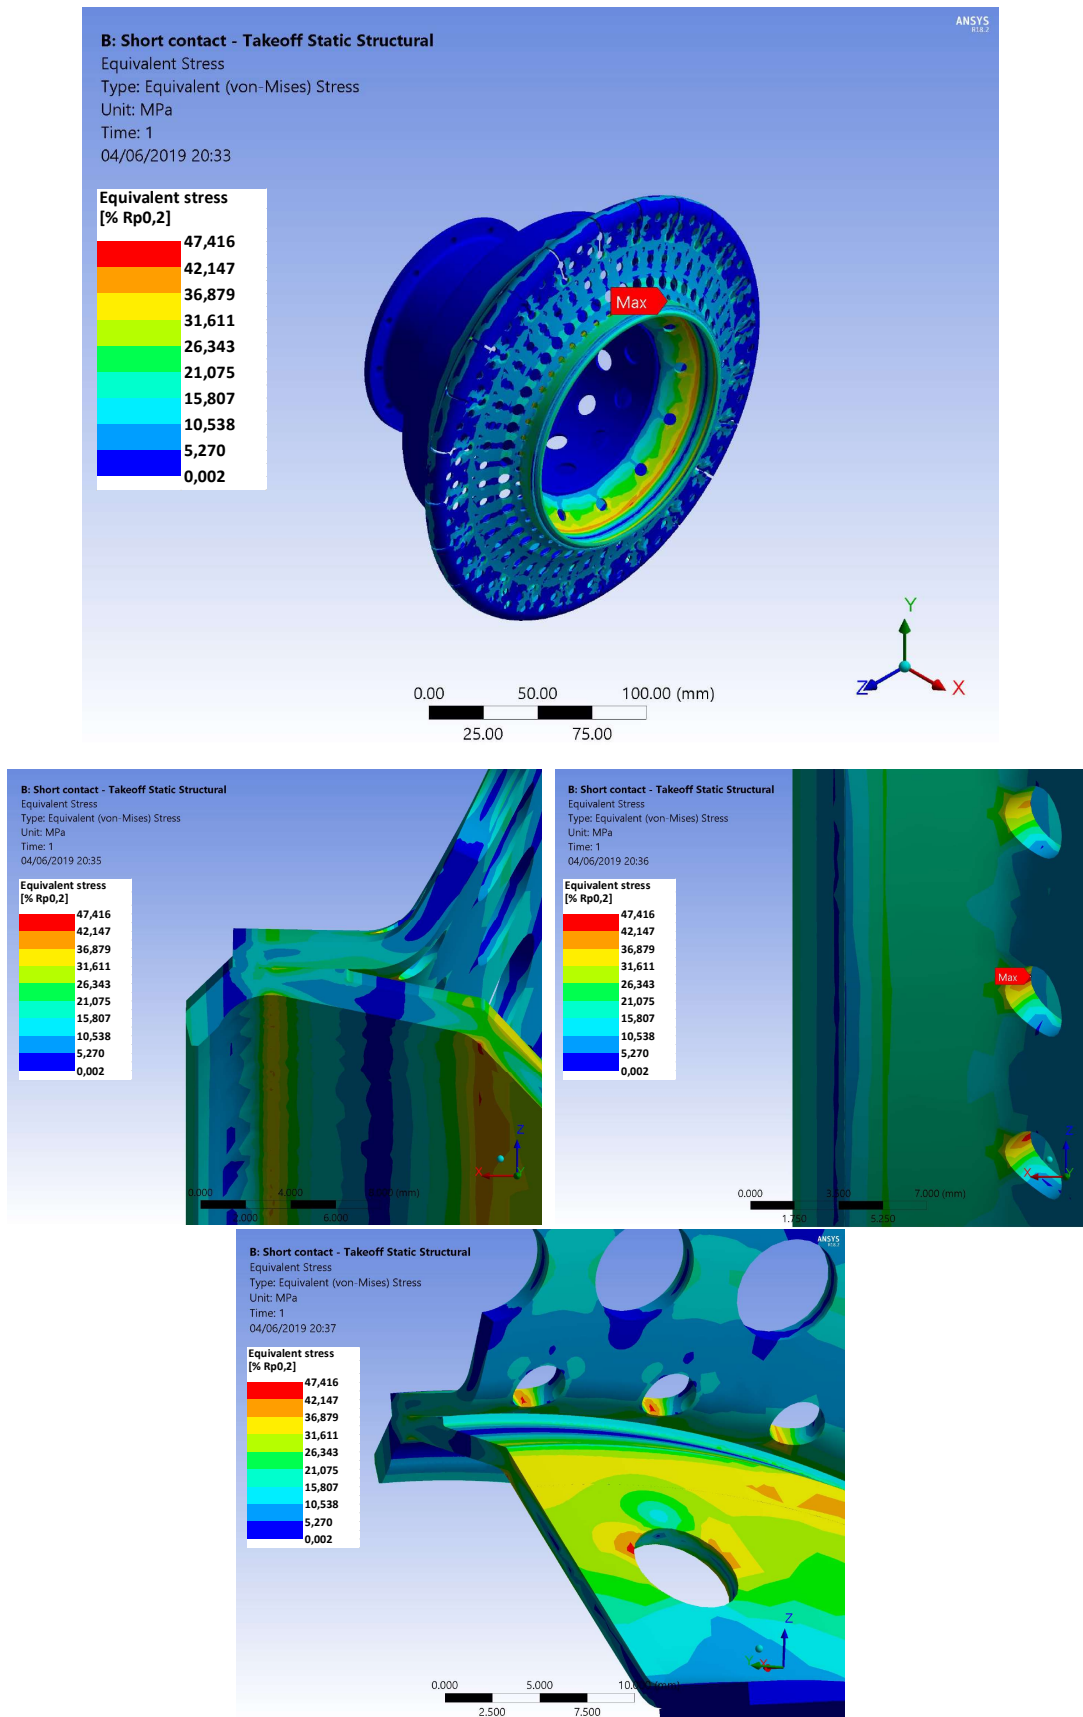 ANSYS
R18.2
B: Short contact - Takeoff Static Structural
Equivalent Stress
Type: Equivalent (von-Mises) Stress
Unit: MPa
Time: 1
04/06/2019 20:33
Equivalent stress
[% Rp0,2]
47,416
42,147
36,879
31,611
26,343
21,075
15,807
10,538
5,270
0,002
Max
Y
Z
X
0.00 50.00 100.00 (mm)
25.00 75.00
B: Short contact - Takeoff Static Structural
Equivalent Stress
Type: Equivalent (von-Mises) Stress
Unit: MPa
Time: 1
04/06/2019 20:35
Equivalent stress
[% Rp0,2]
47,416
42,147
36,879
31,611
26,343
21,075
15,807
10,538
5,270
0,002
Z
X
Y
0.000 4.000 (mm)
2.000 6.000
B: Short contact - Takeoff Static Structural
Equivalent Stress
Type: Equivalent (von-Mises) Stress
Unit: MPa
Time: 1
04/06/2019 20:36
Equivalent stress
[% Rp0,2]
47,416
42,147
36,879
31,611
26,343
21,075
15,807
10,538
5,270
0,002
Max
Z
X
Y
0.000 3.500 7.000 (mm)
1.750 5.250
ANSYS
R18.2
B: Short contact - Takeoff Static Structural
Equivalent Stress
Type: Equivalent (von-Mises) Stress
Unit: MPa
Time: 1
04/06/2019 20:37
Equivalent stress
[% Rp0,2]
47,416
42,147
36,879
31,611
26,343
21,075
15,807
10,538
5,270
0,002
Z
Y
X
0.000 5.000 (mm)
2.500 7.500